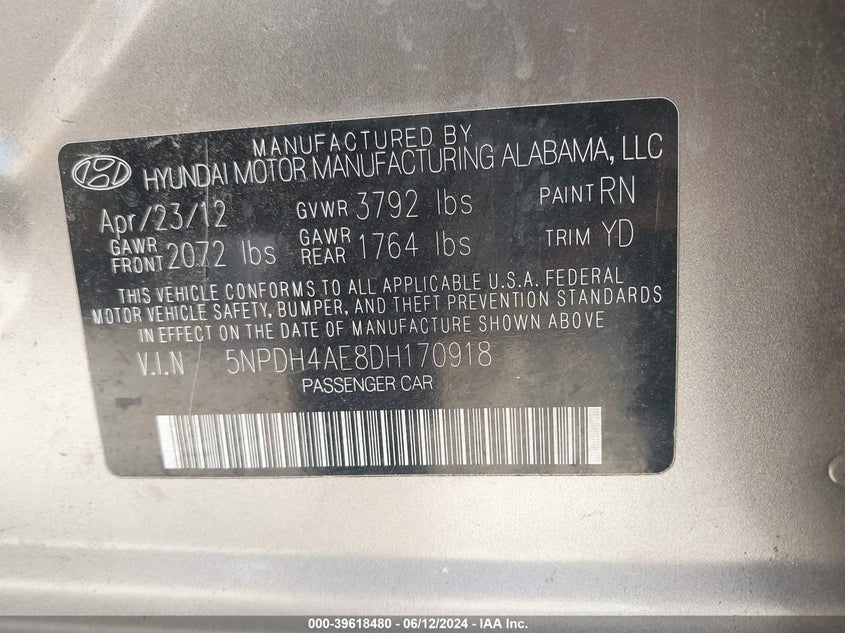 MANUFACTURED BY
HYUNDAI MOTOR MANUFACTURING ALABAMA, LLC
Apr/23/12 GVWR 3792 lbs PAINT RN
GAWR FRONT 2072 lbs GAWR REAR 1764 lbs TRIM YD
THIS VEHICLE CONFORMS TO ALL APPLICABLE U.S.A. FEDERAL
MOTOR VEHICLE SAFETY, BUMPER, AND THEFT PREVENTION STANDARDS
IN EFFECT ON THE DATE OF MANUFACTURE SHOWN ABOVE
V.I.N 5NPDH4AE8DH170918
PASSENGER CAR
000-39618480 - 06/12/2024 - IAA Inc.